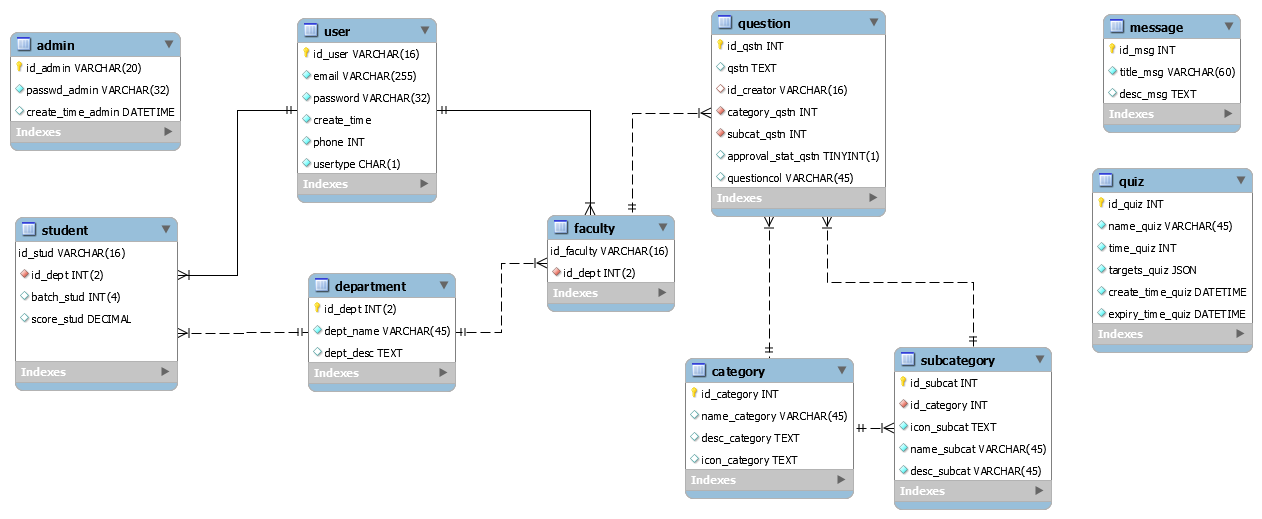 admin
id_admin VARCHAR(20)
passwd_admin VARCHAR(32)
create_time_admin DATETIME
Indexes
user
id_user VARCHAR(16)
email VARCHAR(255)
password VARCHAR(32)
create_time
phone INT
usertype CHAR(1)
Indexes
question
id_qstn INT
qstn TEXT
id_creator VARCHAR(16)
category_qstn INT
subcat_qstn INT
approval_stat_qstn TINYINT(1)
questioncol VARCHAR(45)
Indexes
message
id_msg INT
title_msg VARCHAR(60)
desc_msg TEXT
Indexes
student
id_stud VARCHAR(16)
id_dept INT(2)
batch_stud INT(4)
score_stud DECIMAL
Indexes
department
id_dept INT(2)
dept_name VARCHAR(45)
dept_desc TEXT
Indexes
faculty
id_faculty VARCHAR(16)
id_dept INT(2)
Indexes
quiz
id_quiz INT
name_quiz VARCHAR(45)
time_quiz INT
targets_quiz JSON
create_time_quiz DATETIME
expiry_time_quiz DATETIME
Indexes
category
id_category INT
name_category VARCHAR(45)
desc_category TEXT
icon_category TEXT
Indexes
subcategory
id_subcat INT
id_category INT
icon_subcat TEXT
name_subcat VARCHAR(45)
desc_subcat VARCHAR(45)
Indexes